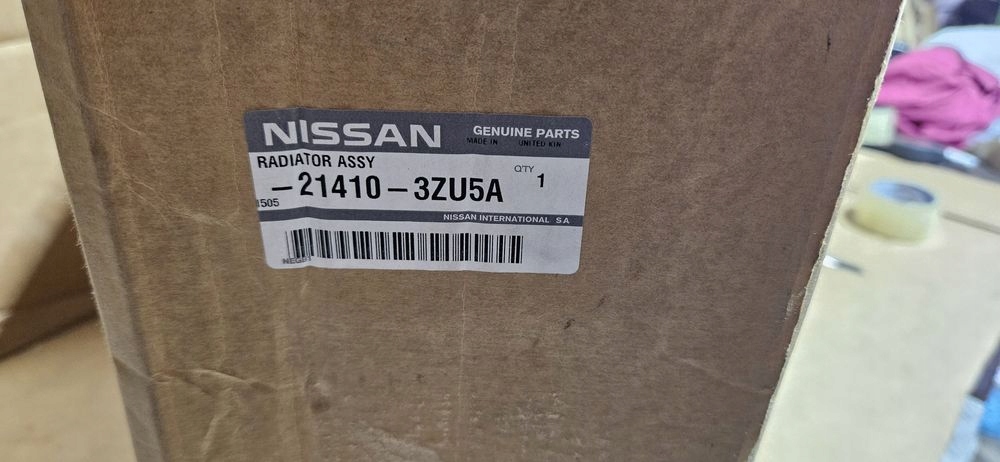 NISSAN GENUINE PARTS
MADE IN UNITED KIN
RADIATOR ASSY
QTY 1
-21410-3ZU5A
1505
NISSAN INTERNATIONAL SA